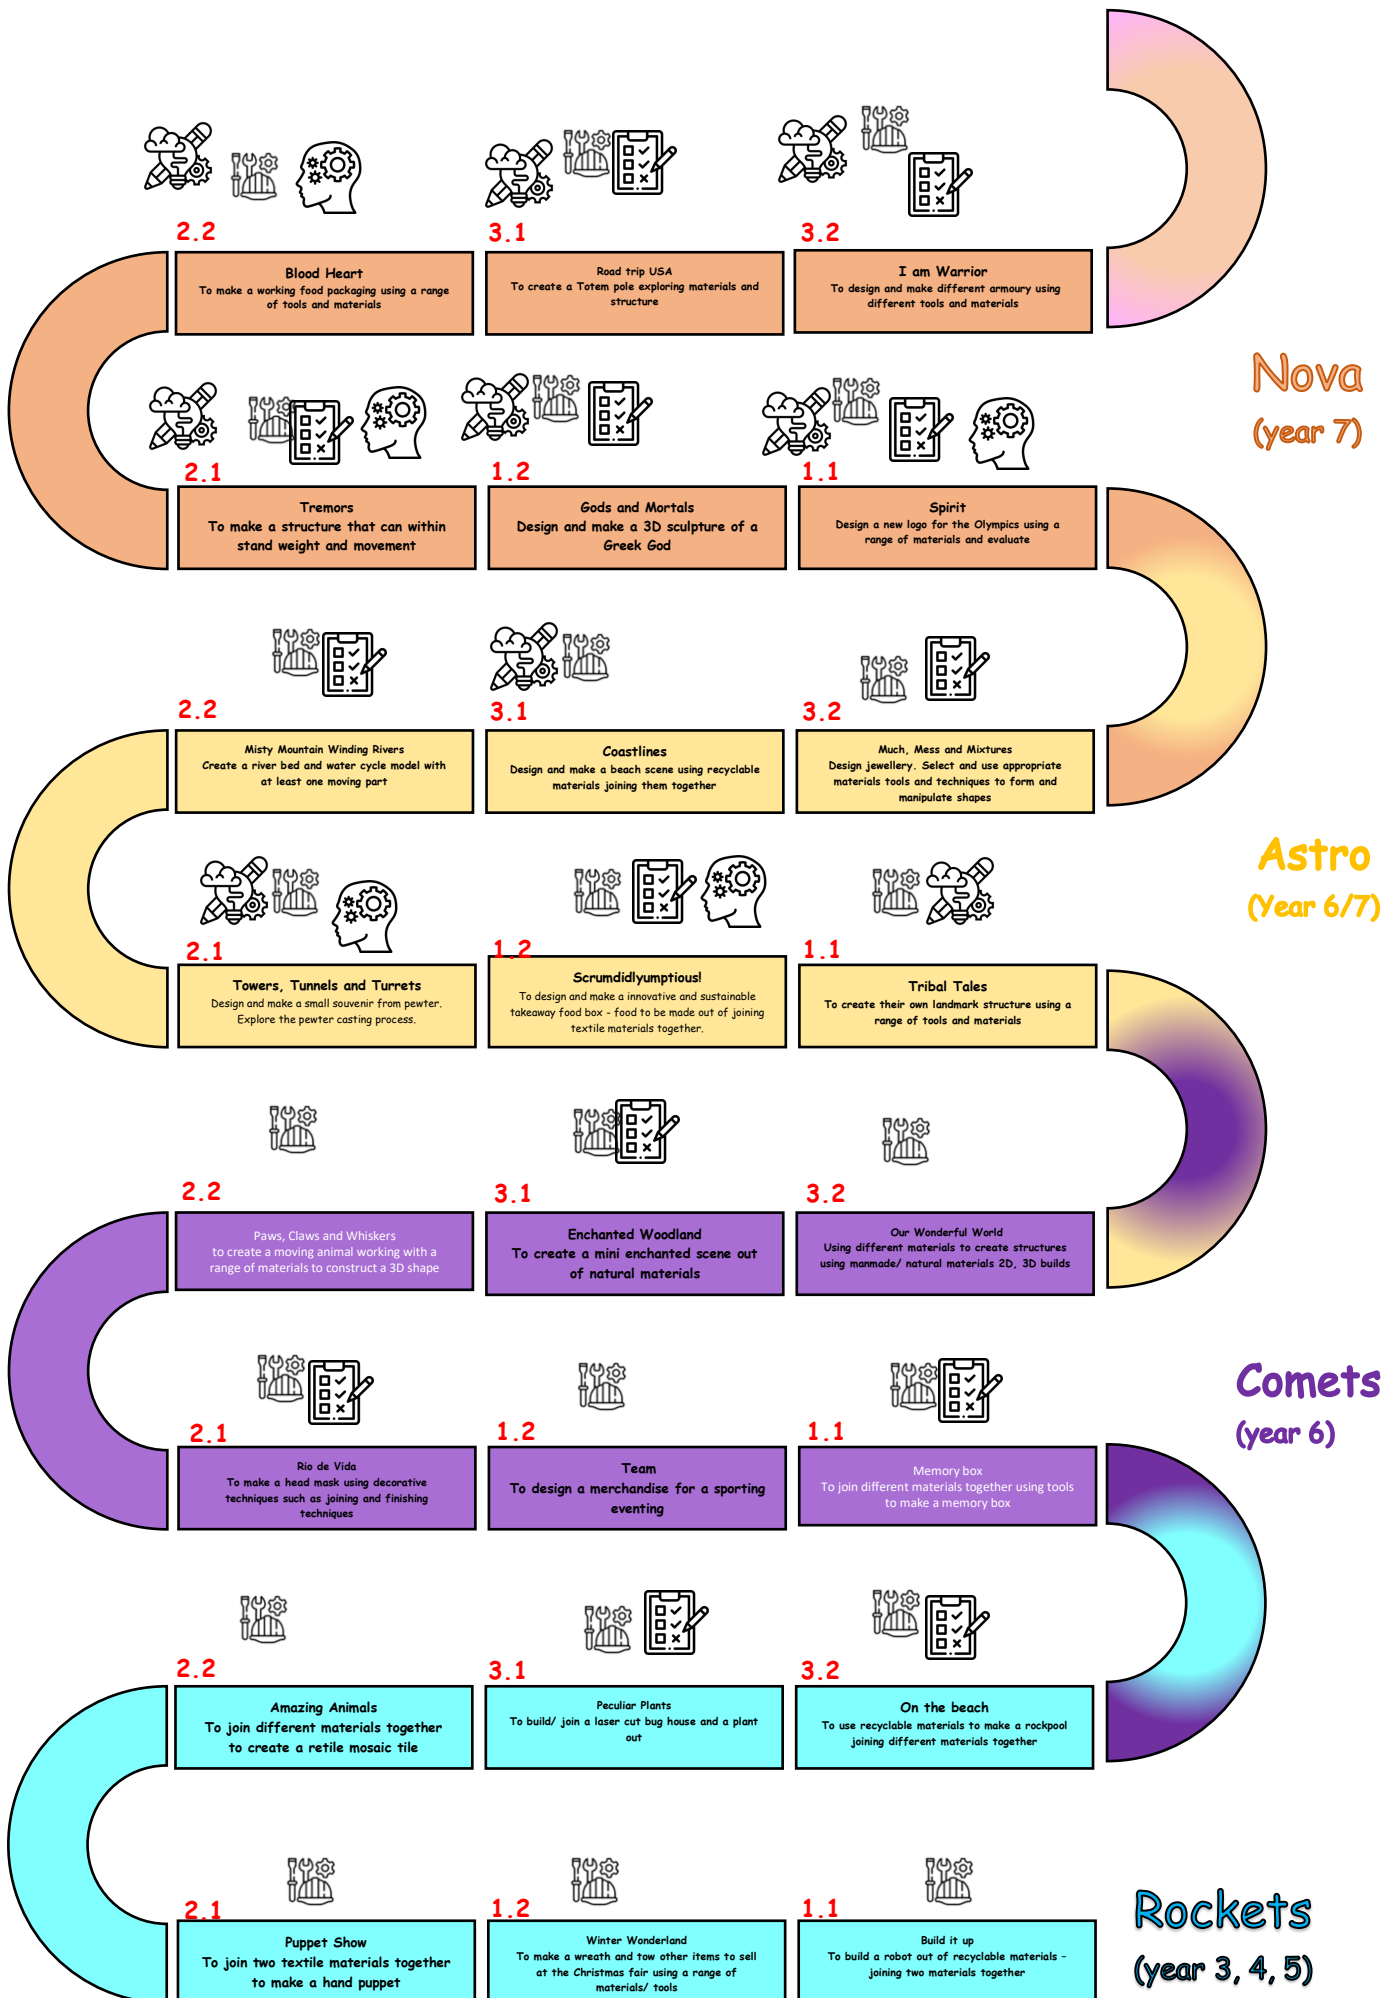 2.2
3.1
3.2
Blood Heart
To make a working food packaging using a range
of tools and materials
Road trip USA
To create a Totem pole exploring materials and
structure
I am Warrior
To design and make different armoury using
different tools and materials
Nova
(year 7)
2.1
1.2
1.1
Tremors
To make a structure that can within
stand weight and movement
Gods and Mortals
Design and make a 3D sculpture of a
Greek God
Spirit
Design a new logo for the Olympics using a
range of materials and evaluate
2.2
3.1
3.2
Misty Mountain Winding Rivers
Create a river bed and water cycle model with
at least one moving part
Coastlines
Design and make a beach scene using recyclable
materials joining them together
Much, Mess and Mixtures
Design jewellery. Select and use appropriate
materials tools and techniques to form and
manipulate shapes
Astro
(Year 6/7)
2.1
1.2
1.1
Towers, Tunnels and Turrets
Design and make a small souvenir from pewter.
Explore the pewter casting process.
Scrumdidlyumptious!
To design and make a innovative and sustainable
takeaway food box - food to be made out of joining
textile materials together.
Tribal Tales
To create their own landmark structure using a
range of tools and materials
2.2
3.1
3.2
Paws, Claws and Whiskers
to create a moving animal working with a
range of materials to construct a 3D shape
Enchanted Woodland
To create a mini enchanted scene out
of natural materials
Our Wonderful World
Using different materials to create structures
using manmade/ natural materials 2D, 3D builds
Comets
(year 6)
2.1
1.2
1.1
Rio de Vida
To make a head mask using decorative
techniques such as joining and finishing
techniques
Team
To design a merchandise for a sporting
eventing
Memory box
To join different materials together using tools
to make a memory box
2.2
3.1
3.2
Amazing Animals
To join different materials together
to create a retile mosaic tile
Peculiar Plants
To build/ join a laser cut bug house and a plant
out
On the beach
To use recyclable materials to make a rockpool
joining different materials together
Rockets
(year 3, 4, 5)
2.1
1.2
1.1
Puppet Show
To join two textile materials together
to make a hand puppet
Winter Wonderland
To make a wreath and tow other items to sell
at the Christmas fair using a range of
materials/ tools
Build it up
To build a robot out of recyclable materials –
joining two materials together